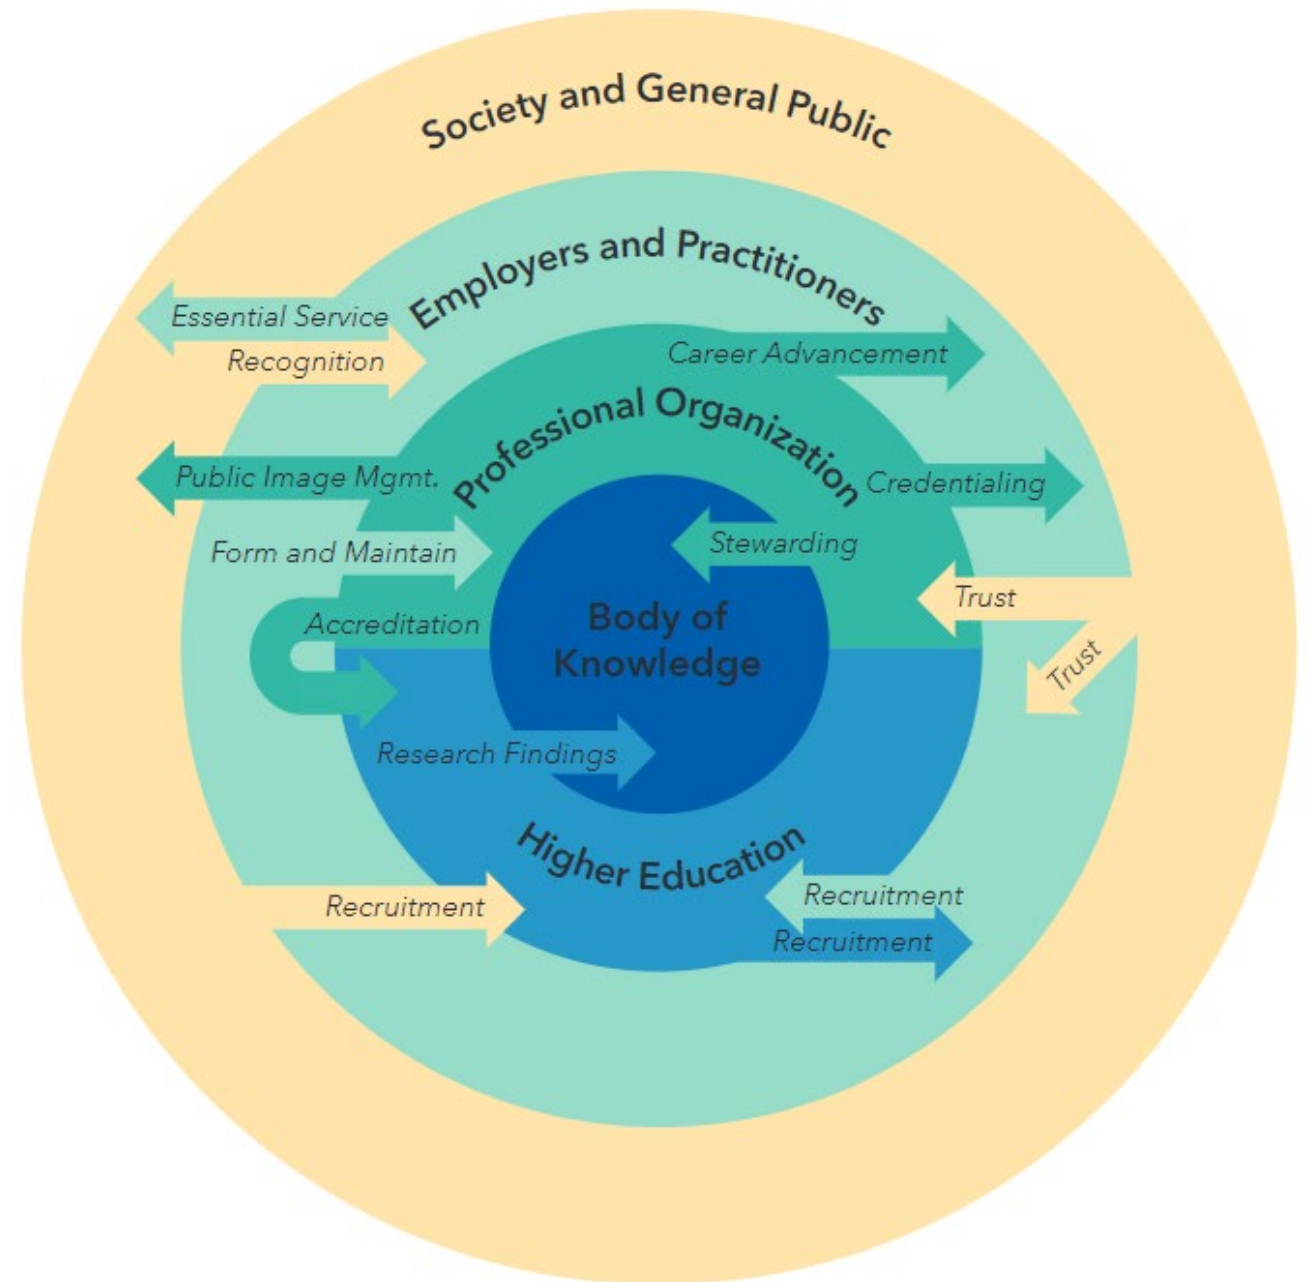 Society and General Public
Employers and Practitioners
Essential Service
Recognition
Career Advancement
Professional Organization
Public Image Mgmt.
Credentialing
Form and Maintain
Stewarding
Trust
Accreditation
Body of
Knowledge
Trust
Research Findings
Higher Education
Recruitment
Recruitment
Recruitment